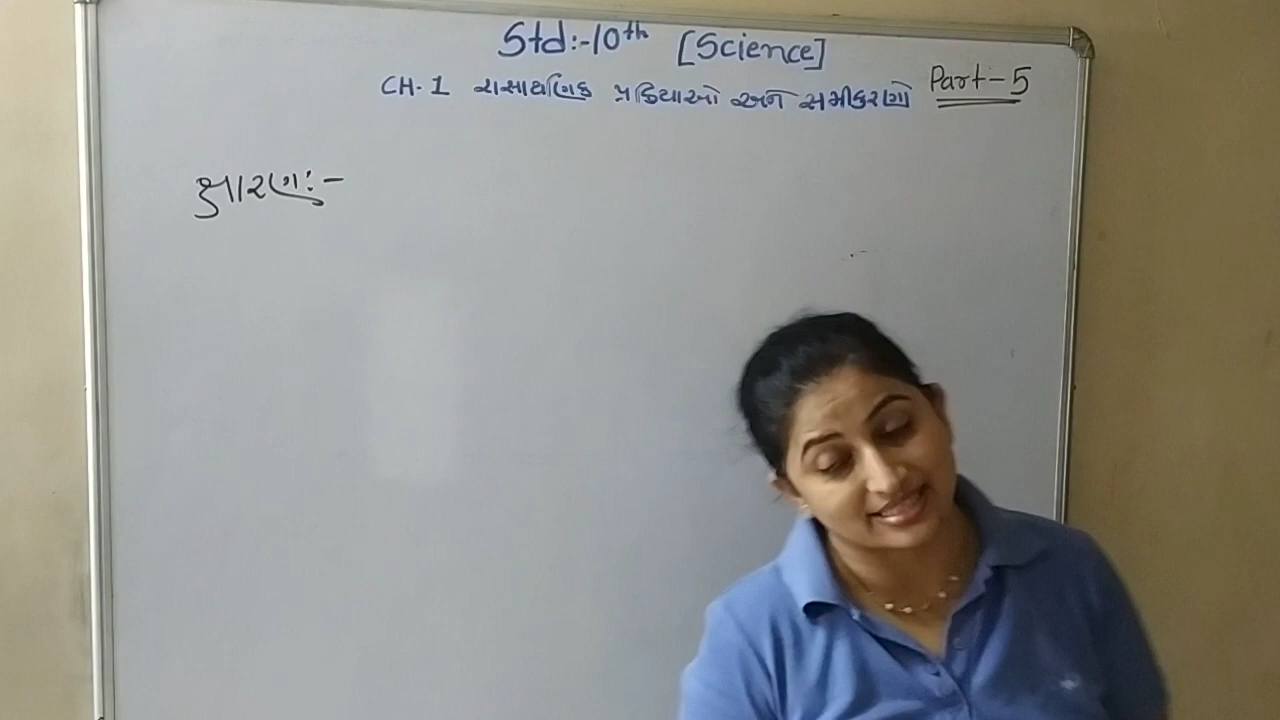 Std:-10th [Science]
CH-1 રાસાયણિક પ્રક્રિયાઓ અને સમીકરણો Part-5
ક્ષારણ:-